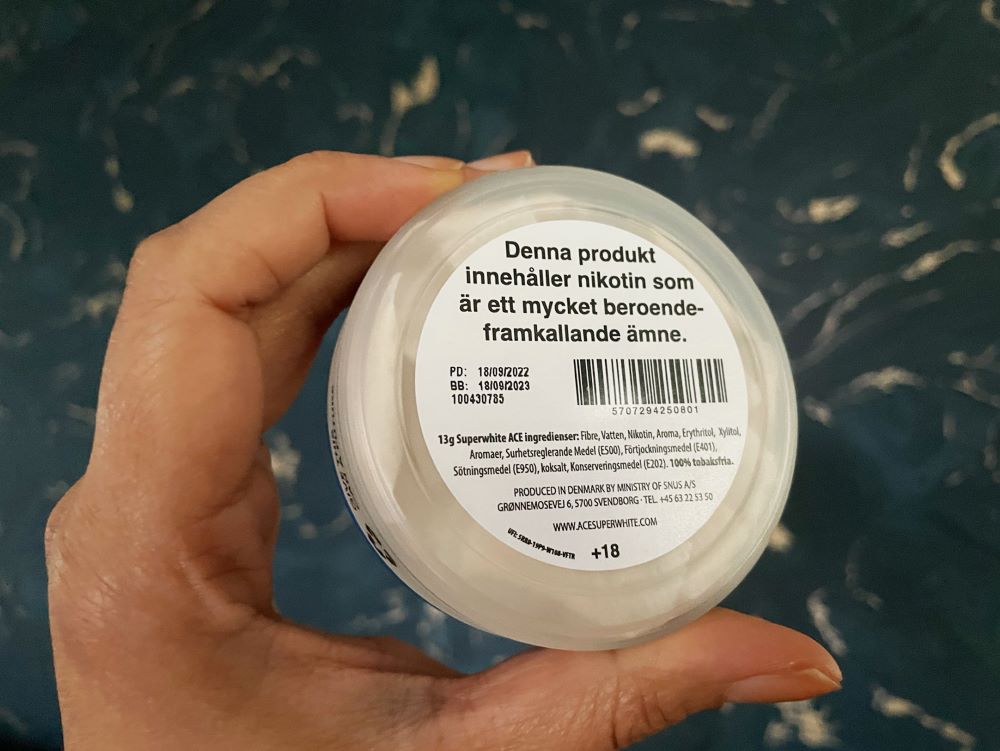 Denna produkt
innehåller nikotin som
är ett mycket beroende-
framkallande ämne.
PD: 18/09/2022
BB: 18/09/2023
100430785
5707294250801
13g Superwhite ACE ingredienser: Fibre, Vatten, Nikotin, Aroma, Erythritol, Xylitol,
Aromaer, Surhetsreglerande Medel (E500), Förtjockningsmedel (E401),
Sötningsmedel (E950), koksalt, Konserveringsmedel (E202). 100% tobaksfria.
PRODUCED IN DENMARK BY MINISTRY OF SNUS A/S
GRØNNEMOSEVEJ 6, 5700 SVENDBORG · TEL. +45 63 22 53 50
WWW.ACESUPERWHITE.COM
+18